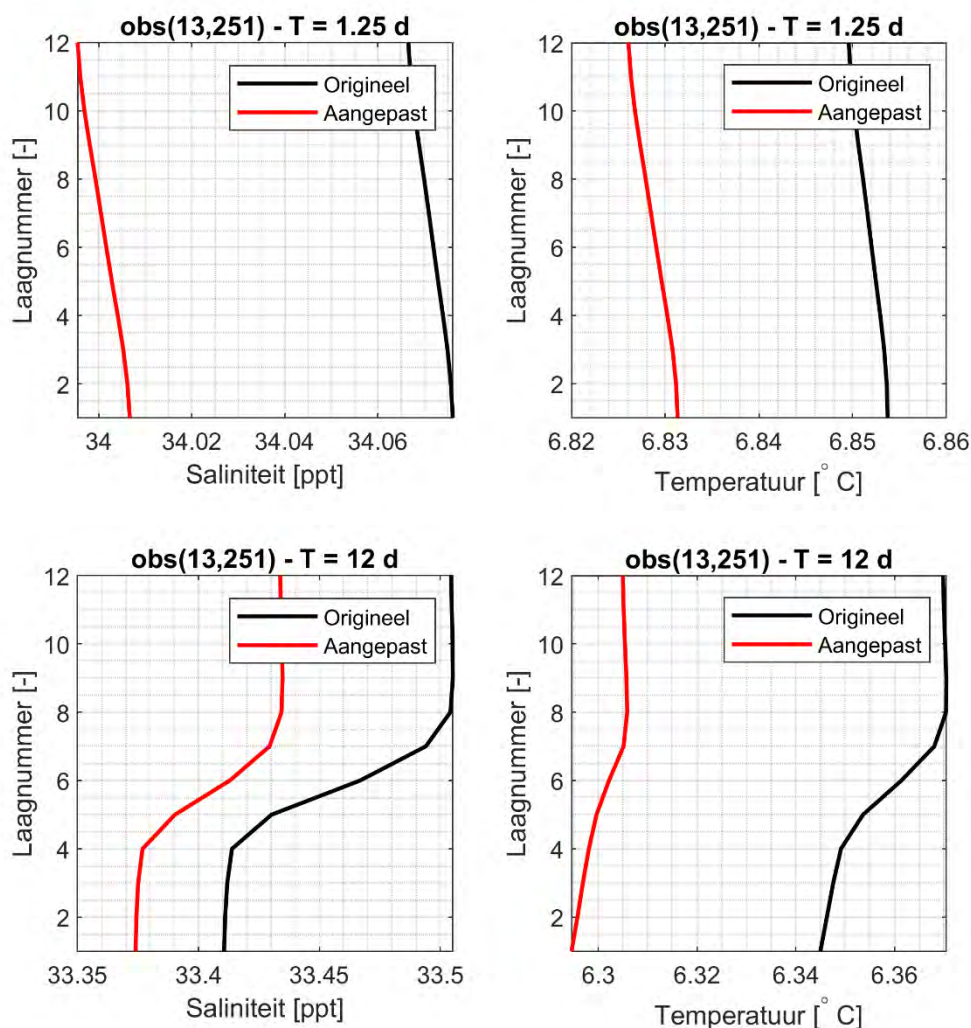 obs(13,251) - T = 1.25 d
12
10
8
6
4
2
Laagnummer [-]
Origineel
Aangepast
34 34.02 34.04 34.06
Saliniteit [ppt]
obs(13,251) - T = 1.25 d
12
10
8
6
4
2
Laagnummer [-]
Origineel
Aangepast
6.82 6.83 6.84 6.85 6.86
Temperatuur [° C]
obs(13,251) - T = 12 d
12
10
8
6
4
2
Laagnummer [-]
Origineel
Aangepast
33.35 33.4 33.45 33.5
Saliniteit [ppt]
obs(13,251) - T = 12 d
12
10
8
6
4
2
Laagnummer [-]
Origineel
Aangepast
6.3 6.32 6.34 6.36
Temperatuur [° C]